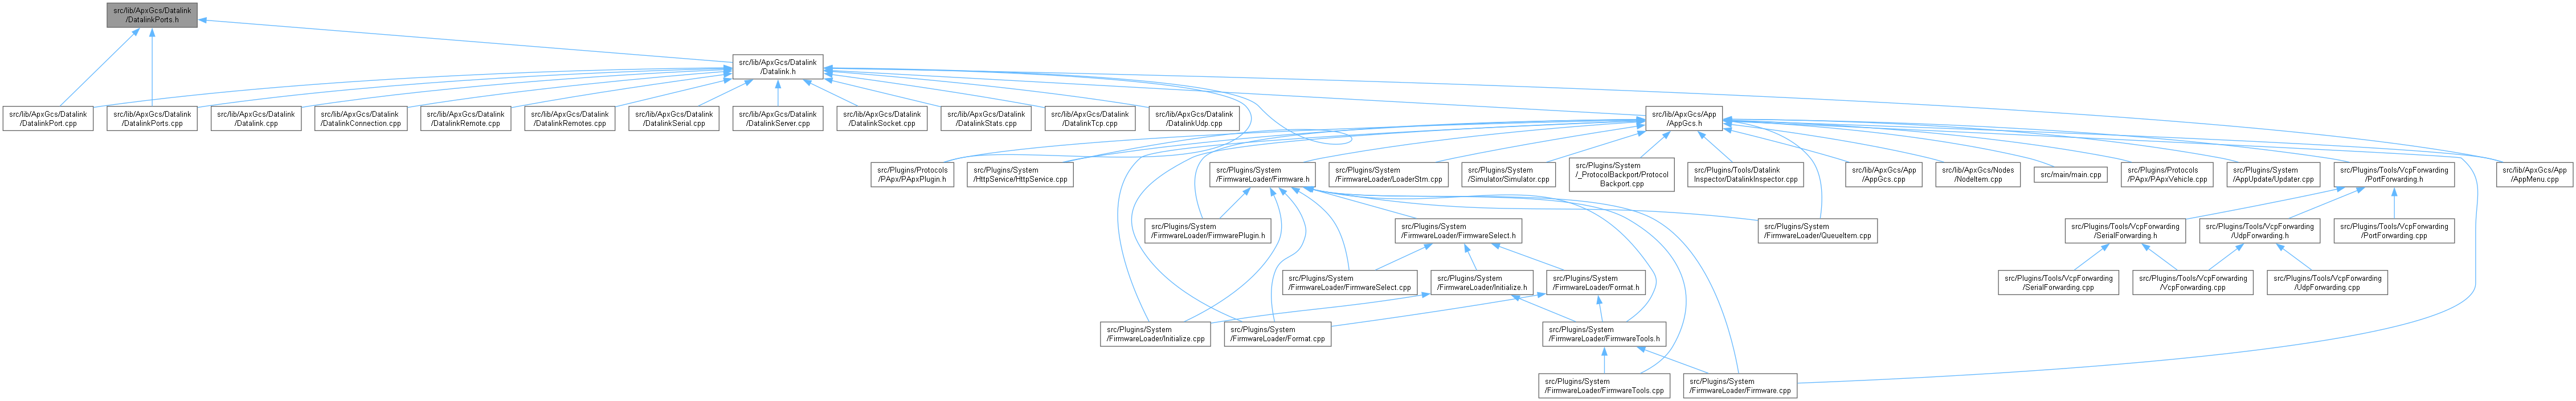 src/lib/ApxGcs/Datalink
/DatalinkPorts.h
src/lib/ApxGcs/Datalink
/Datalink.h
src/lib/ApxGcs/Datalink
/DatalinkPort.cpp
src/lib/ApxGcs/Datalink
/DatalinkPorts.cpp
src/lib/ApxGcs/Datalink
/Datalink.cpp
src/lib/ApxGcs/Datalink
/DatalinkConnection.cpp
src/lib/ApxGcs/Datalink
/DatalinkRemote.cpp
src/lib/ApxGcs/Datalink
/DatalinkRemotes.cpp
src/lib/ApxGcs/Datalink
/DatalinkSerial.cpp
src/lib/ApxGcs/Datalink
/DatalinkServer.cpp
src/lib/ApxGcs/Datalink
/DatalinkSocket.cpp
src/lib/ApxGcs/Datalink
/DatalinkStats.cpp
src/lib/ApxGcs/Datalink
/DatalinkTcp.cpp
src/lib/ApxGcs/Datalink
/DatalinkUdp.cpp
src/lib/ApxGcs/App
/AppGcs.h
src/Plugins/Protocols
/PApx/PApxPlugin.h
src/Plugins/System
/HttpService/HttpService.cpp
src/Plugins/System
/FirmwareLoader/Firmware.h
src/Plugins/System
/FirmwareLoader/LoaderStm.cpp
src/Plugins/System
/Simulator/Simulator.cpp
src/Plugins/System
/_ProtocolBackport/Protocol
Backport.cpp
src/Plugins/Tools/Datalink
Inspector/DatalinkInspector.cpp
src/lib/ApxGcs/App
/AppGcs.cpp
src/lib/ApxGcs/Nodes
/NodeItem.cpp
src/main/main.cpp
src/Plugins/Protocols
/PApx/PApxVehicle.cpp
src/Plugins/System
/AppUpdate/Updater.cpp
src/Plugins/Tools/VcpForwarding
/PortForwarding.h
src/lib/ApxGcs/App
/AppMenu.cpp
src/Plugins/System
/FirmwareLoader/FirmwarePlugin.h
src/Plugins/System
/FirmwareLoader/FirmwareSelect.h
src/Plugins/System
/FirmwareLoader/QueueItem.cpp
src/Plugins/Tools/VcpForwarding
/SerialForwarding.h
src/Plugins/Tools/VcpForwarding
/UdpForwarding.h
src/Plugins/Tools/VcpForwarding
/PortForwarding.cpp
src/Plugins/System
/FirmwareLoader/FirmwareSelect.cpp
src/Plugins/System
/FirmwareLoader/Initialize.h
src/Plugins/System
/FirmwareLoader/Format.h
src/Plugins/Tools/VcpForwarding
/SerialForwarding.cpp
src/Plugins/Tools/VcpForwarding
/VcpForwarding.cpp
src/Plugins/Tools/VcpForwarding
/UdpForwarding.cpp
src/Plugins/System
/FirmwareLoader/Initialize.cpp
src/Plugins/System
/FirmwareLoader/Format.cpp
src/Plugins/System
/FirmwareLoader/FirmwareTools.h
src/Plugins/System
/FirmwareLoader/FirmwareTools.cpp
src/Plugins/System
/FirmwareLoader/Firmware.cpp